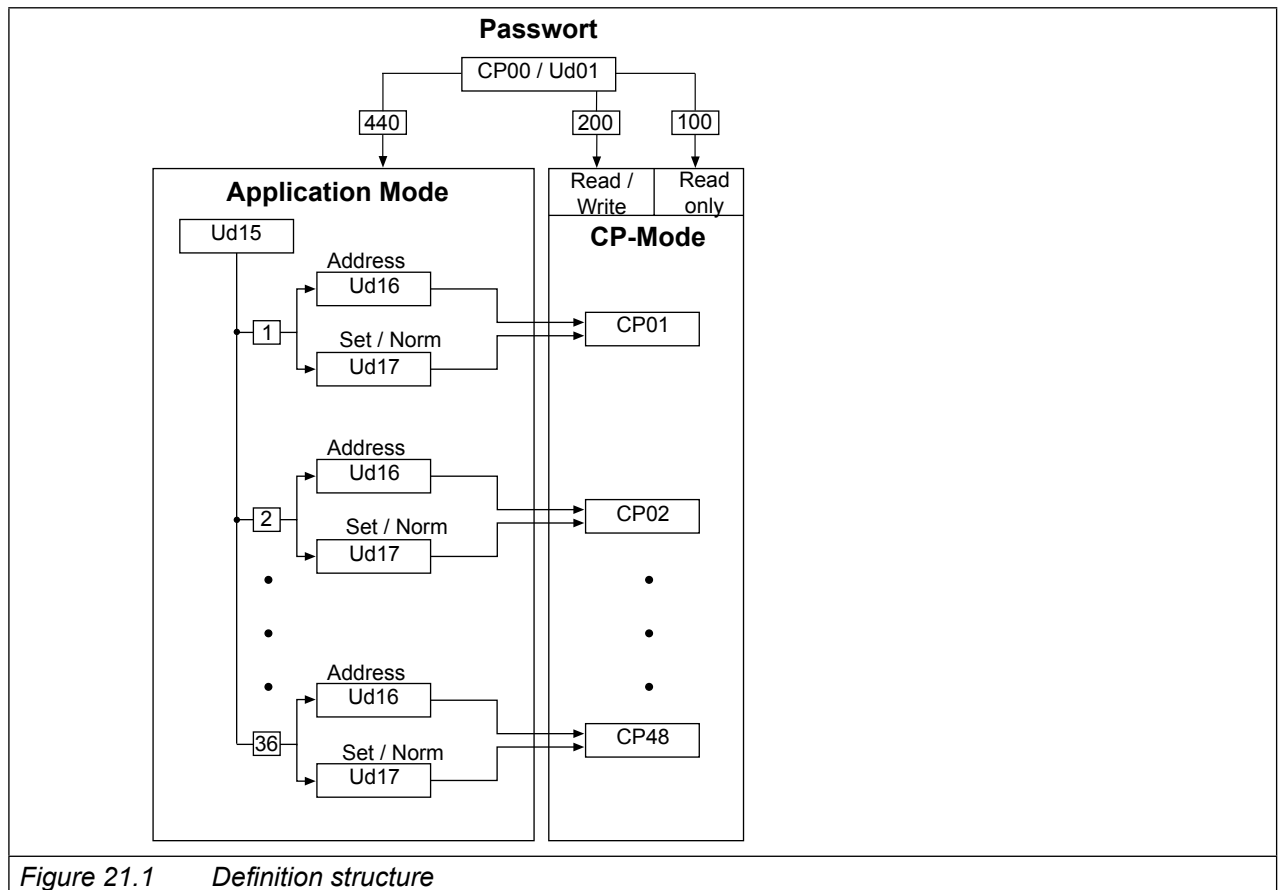 Passwort
CP00 / Ud01
440
200
100
Application Mode
Read /
Write
Read
only
CP-Mode
Ud15
Address
Ud16
1
Set / Norm
Ud17
CP01
Address
Ud16
2
Set / Norm
Ud17
CP02
Address
Ud16
36
Set / Norm
Ud17
CP48
Figure 21.1 Definition structure